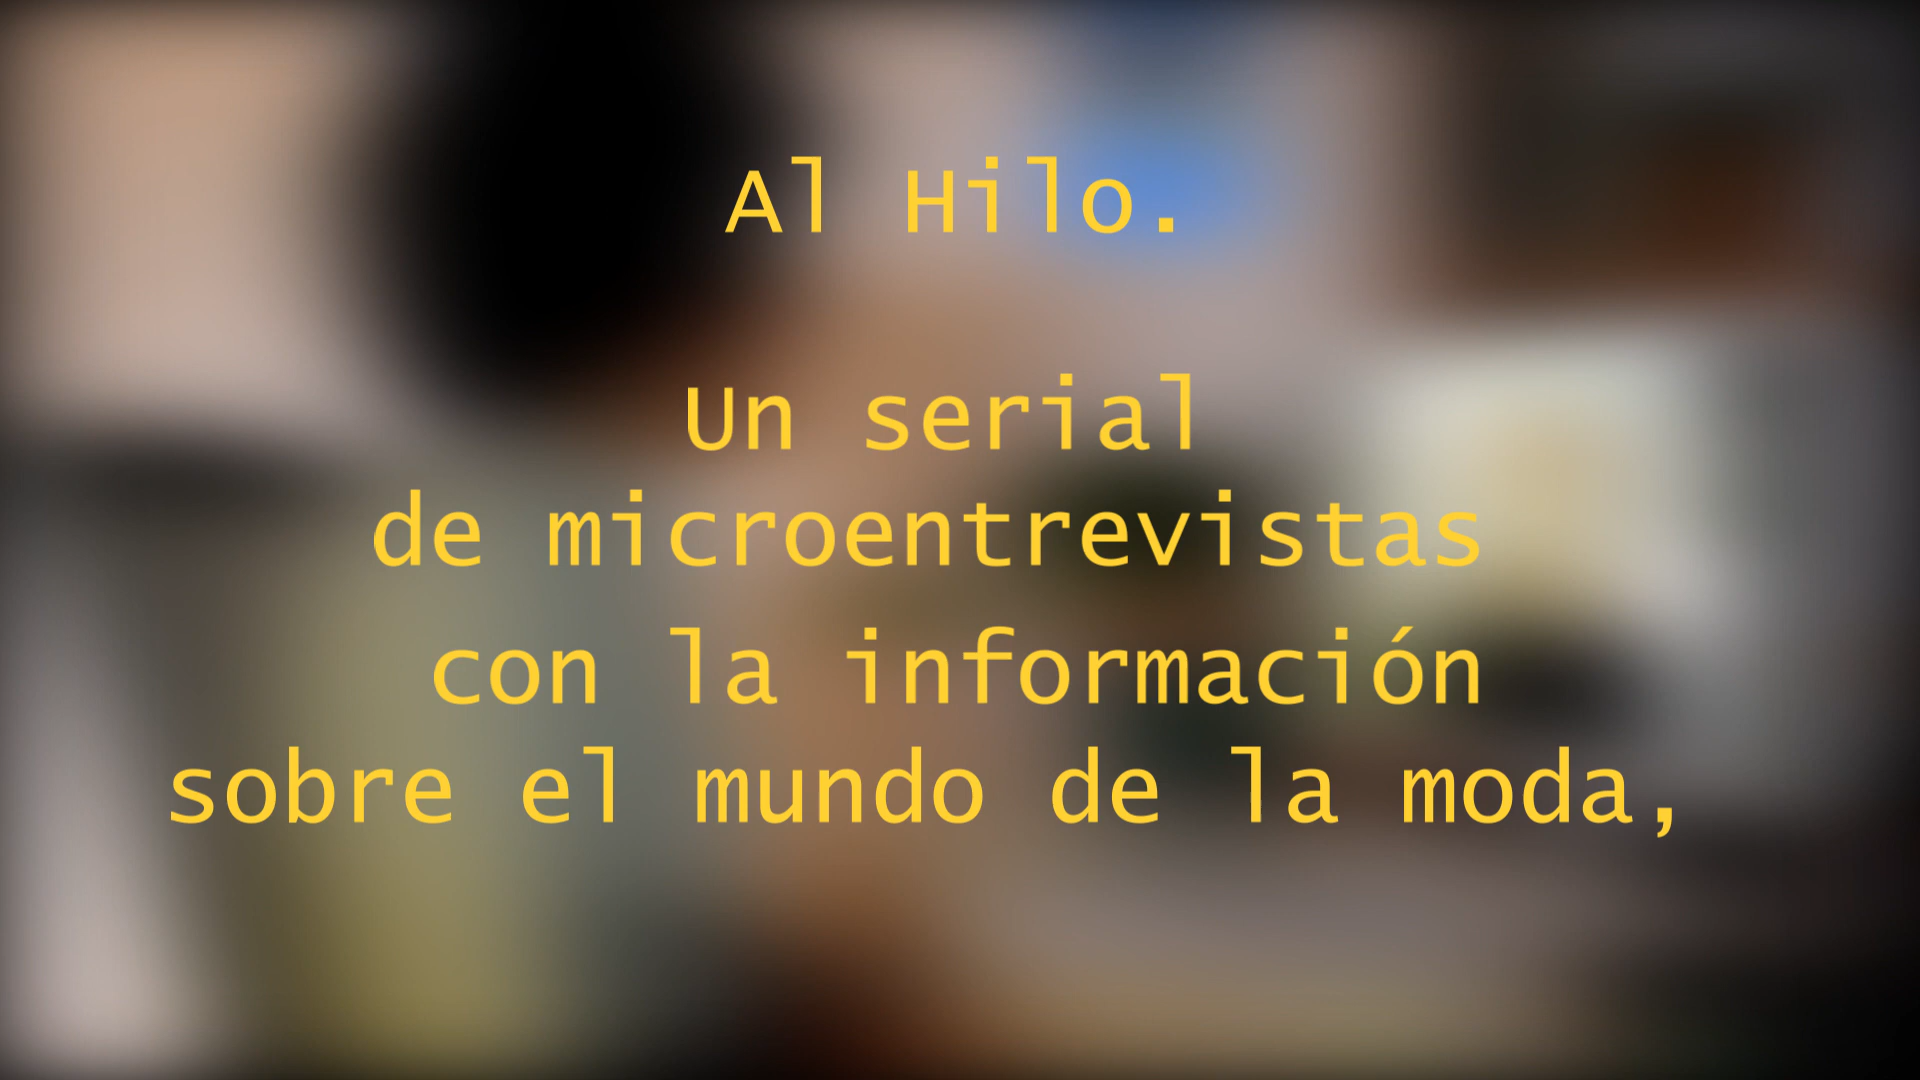 Al Hilo.
Un serial
de microentrevistas
con la información
sobre el mundo de la moda,